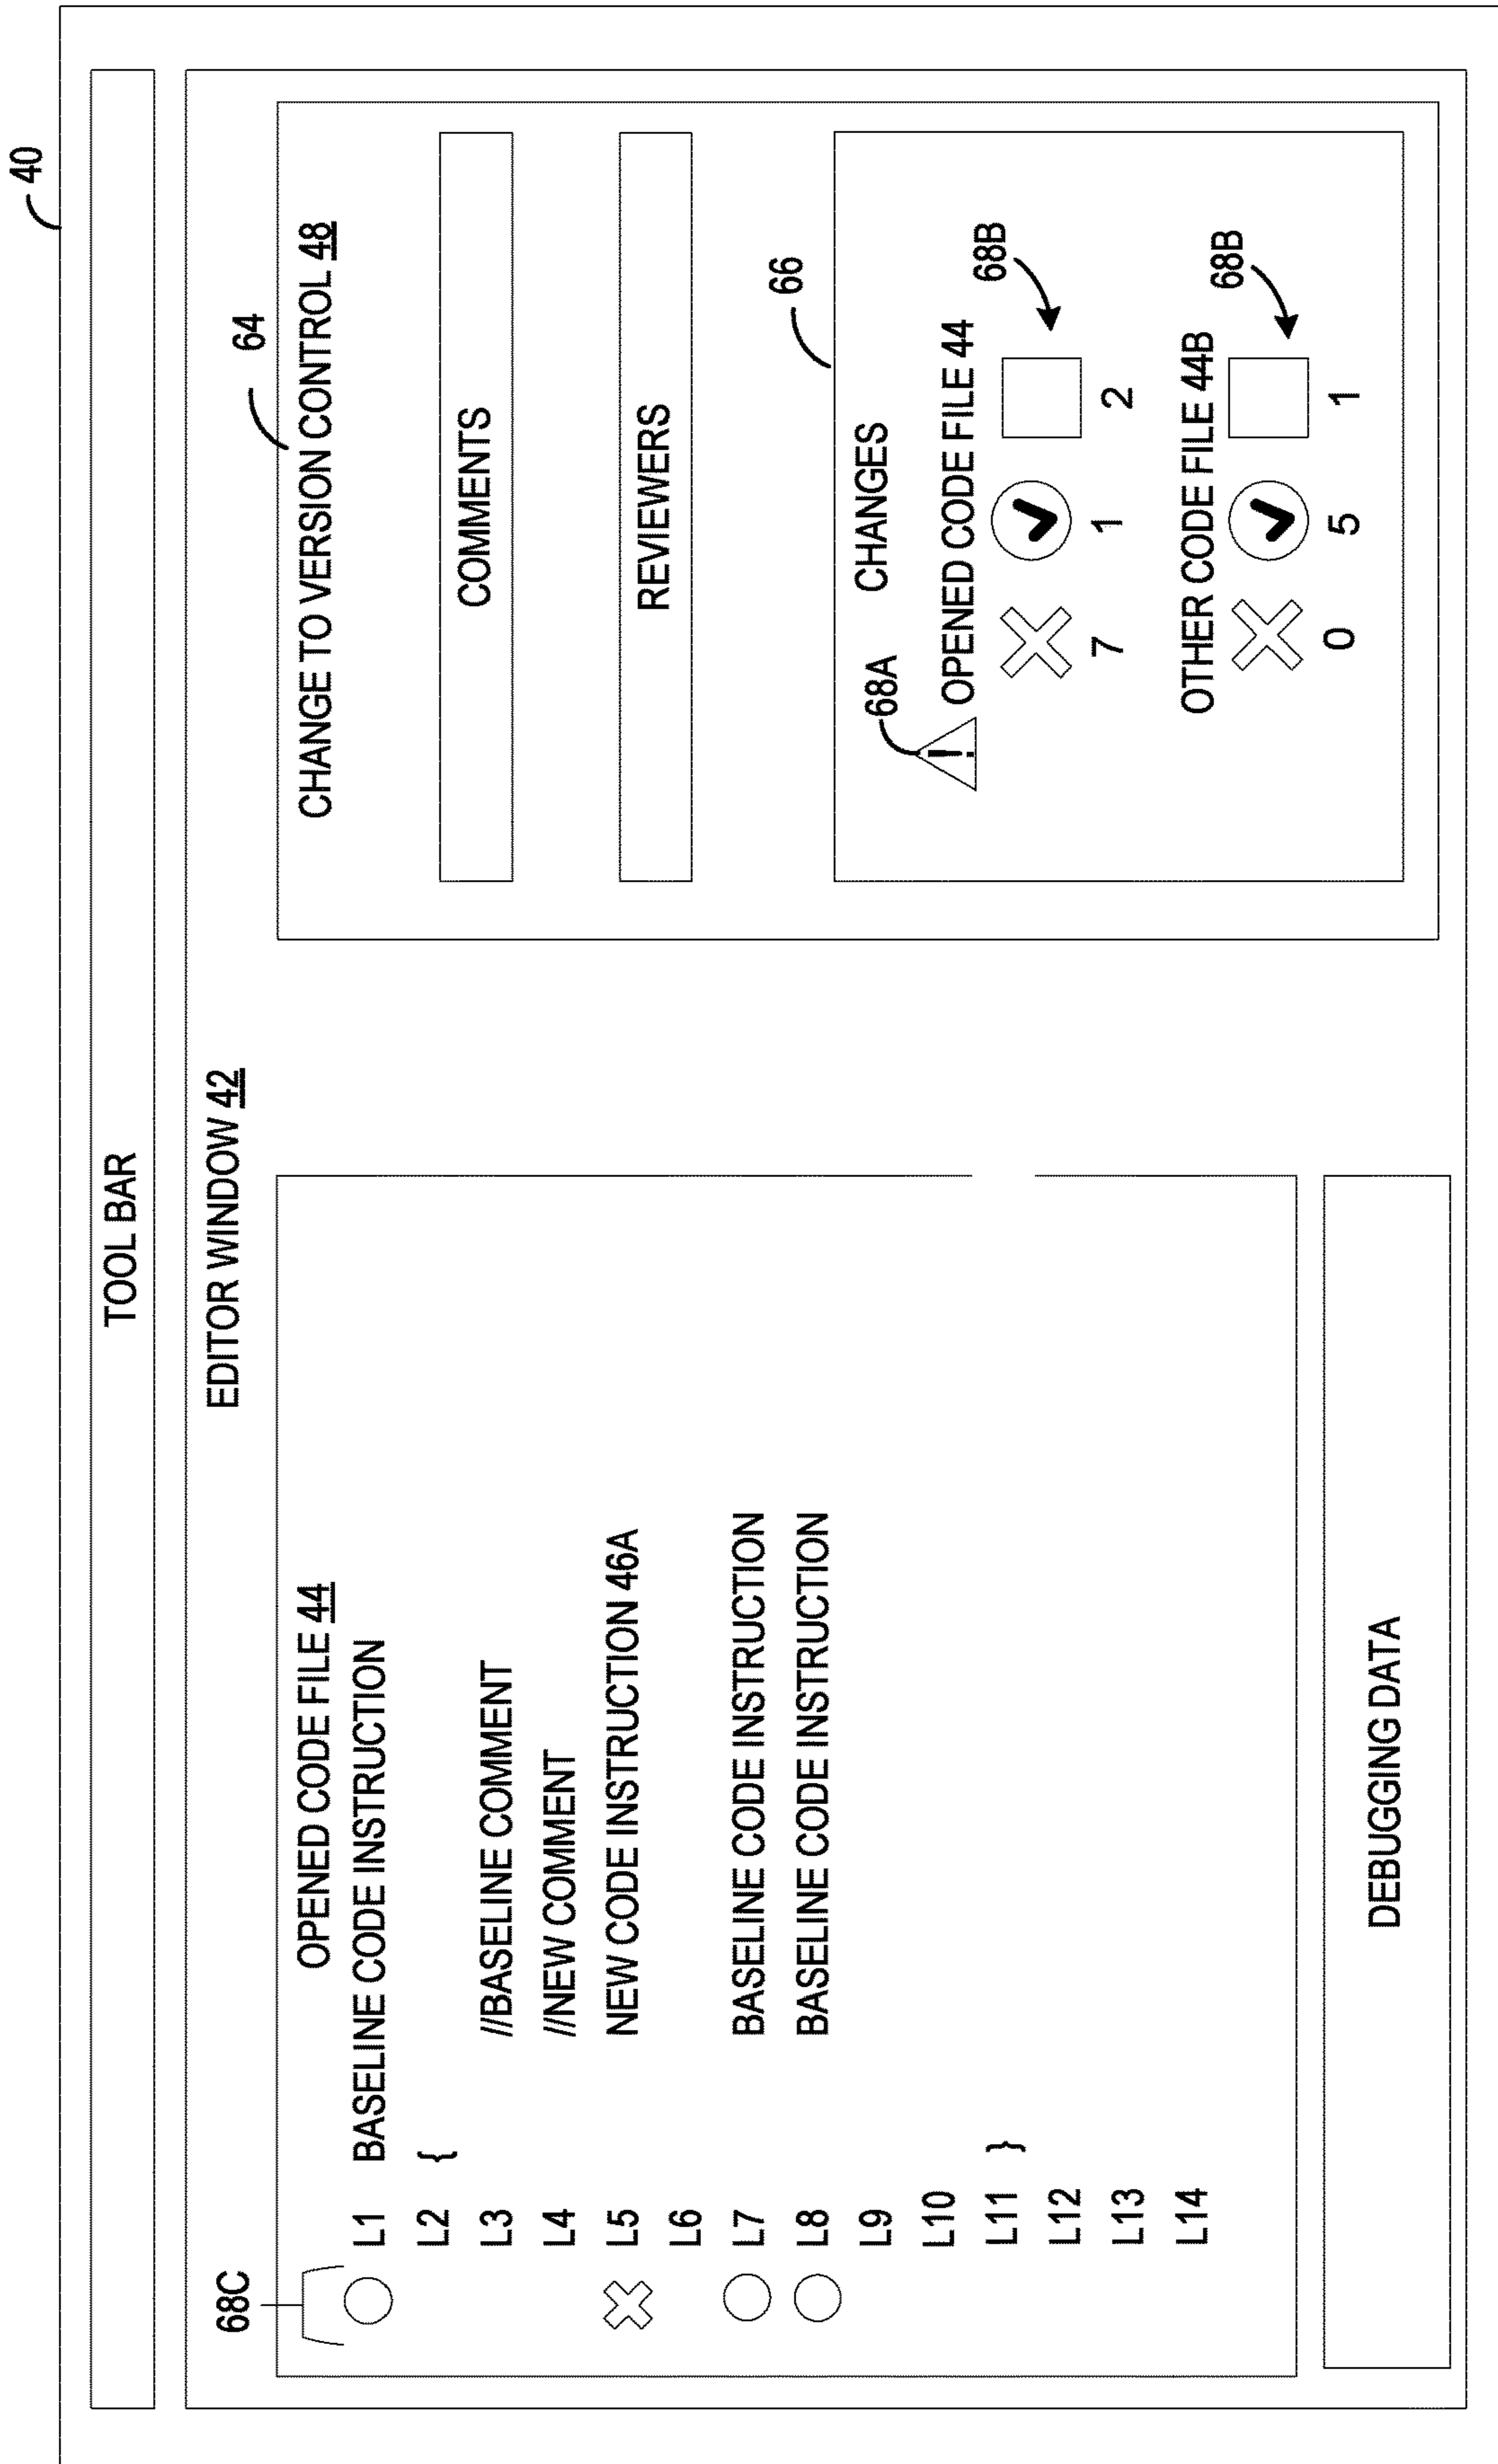 40
TOOL BAR
EDITOR WINDOW 42
68C
OPENED CODE FILE 44
L1 BASELINE CODE INSTRUCTION
L2 {
L3 //BASELINE COMMENT
L4 //NEW COMMENT
L5 NEW CODE INSTRUCTION 46A
L6
L7 BASELINE CODE INSTRUCTION
L8 BASELINE CODE INSTRUCTION
L9
L10
L11 }
L12
L13
L14
DEBUGGING DATA
64
CHANGE TO VERSION CONTROL 48
COMMENTS
REVIEWERS
66
CHANGES
68A
! OPENED CODE FILE 44
68B
7 1 2
OTHER CODE FILE 44B
68B
0 5 1